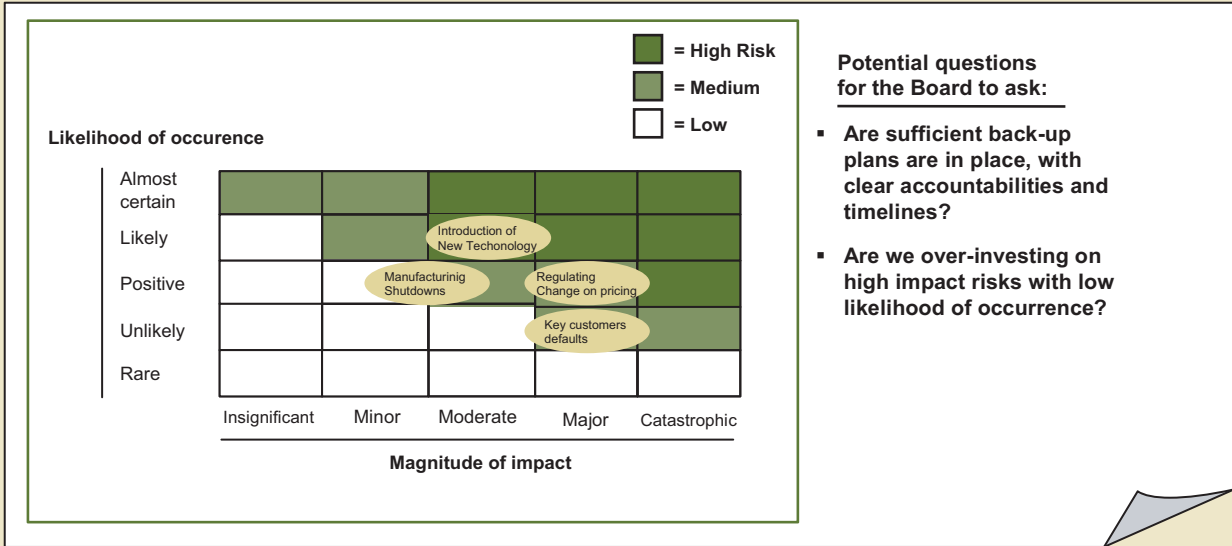 = High Risk
= Medium
= Low
Likelihood of occurence
Almost
certain
Likely
Positive
Unlikely
Rare
Introduction of
New Techonology
Manufacturinig
Shutdowns
Regulating
Change on pricing
Key customers
defaults
Insignificant
Minor
Moderate
Major
Catastrophic
Magnitude of impact
Potential questions
for the Board to ask:
▪ Are sufficient back-up
plans are in place, with
clear accountabilities and
timelines?
▪ Are we over-investing on
high impact risks with low
likelihood of occurrence?